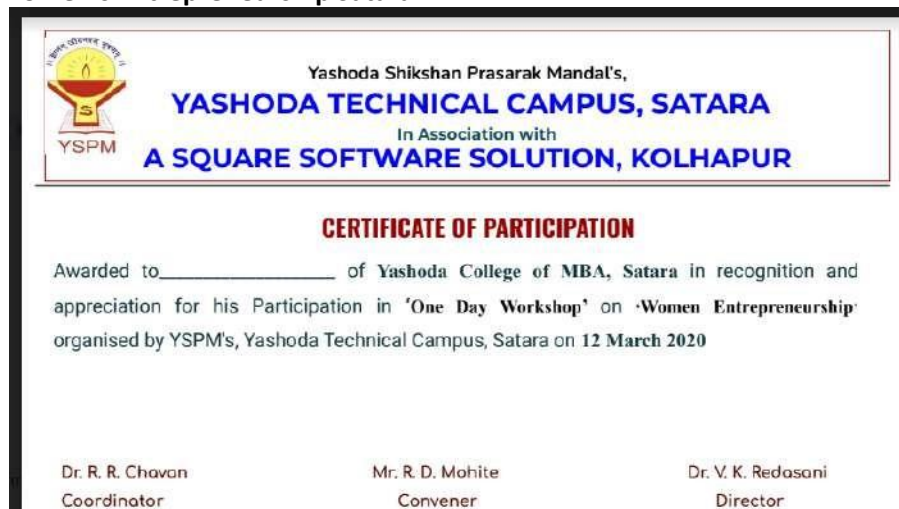 Yashoda Shikshan Prasarak Mandal's,
YASHODA TECHNICAL CAMPUS, SATARA
In Association with
A SQUARE SOFTWARE SOLUTION, KOLHAPUR
S
YSPM
CERTIFICATE OF PARTICIPATION
Awarded to____________________ of Yashoda College of MBA, Satara in recognition and
appreciation for his Participation in 'One Day Workshop' on 'Women Entrepreneurship'
organised by YSPM's, Yashoda Technical Campus, Satara on 12 March 2020
Dr. R. R. Chavan
Mr. R. D. Mohite
Dr. V. K. Redasani
Coordinator
Convener
Director